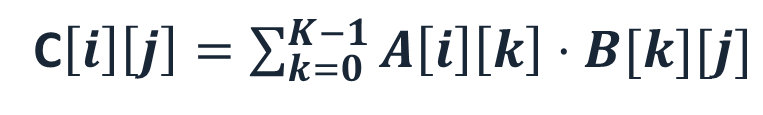 C[i][j] = ∑_{k=0}^{K−1} A[i][k] · B[k][j]